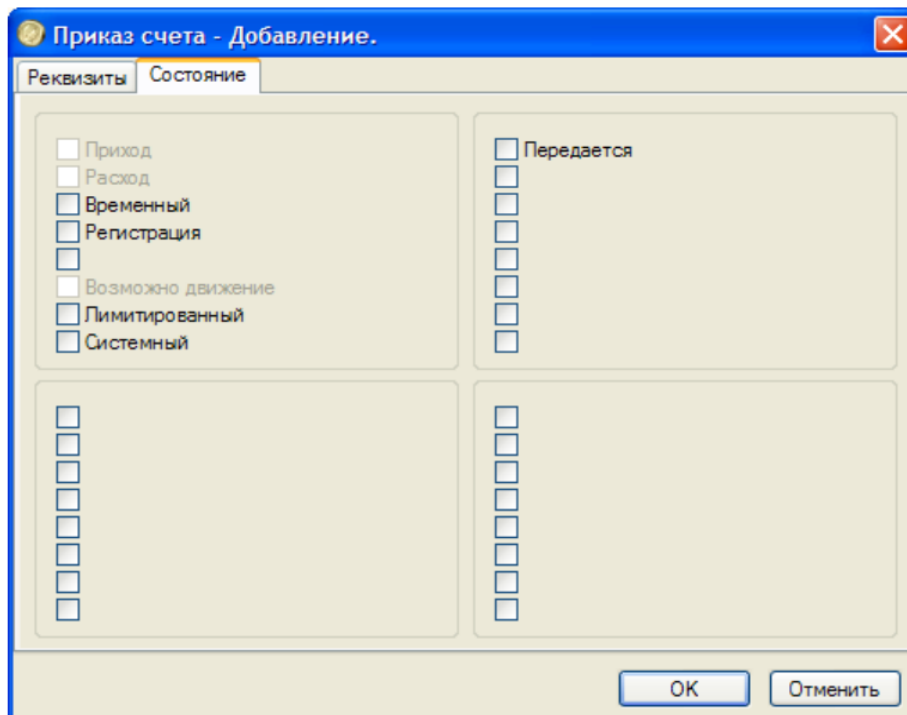 Приказ счета - Добавление.
Реквизиты Состояние
Приход
Расход
Временный
Регистрация
Возможно движение
Лимитированный
Системный
Передается
OK Отменить